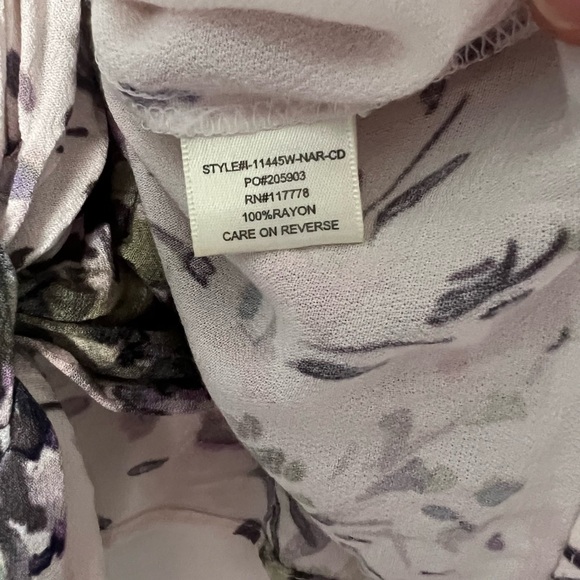 STYLE#I-11445W-NAR-CD
PO#205903
RN#117778
100%RAYON
CARE ON REVERSE